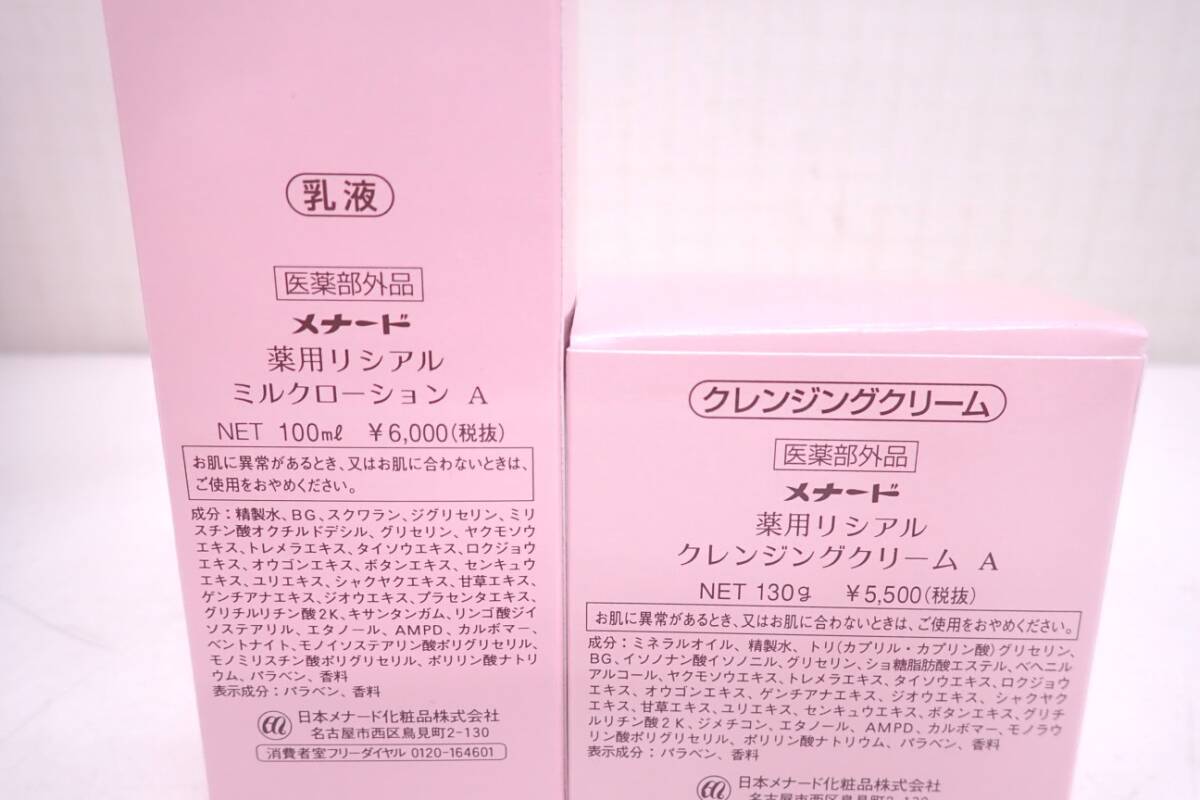 乳液
医薬部外品
メナード
薬用リシアル
ミルクローション A
NET 100ml ¥6,000(税抜)
お肌に異常があるとき、又はお肌に合わないときは、
ご使用をおやめください。
成分:精製水、BG、スクワラン、ジグリセリン、ミリ
スチン酸オクチルドデシル、グリセリン、ヤクモソウ
エキス、トレメラエキス、タイソウエキス、ロクジョウ
エキス、オウゴンエキス、ボタンエキス、センキュウ
エキス、ユリエキス、シャクヤクエキス、甘草エキス、
ゲンチアナエキス、ジオウエキス、プラセンタエキス、
グリチルリチン酸2K、キサンタンガム、リンゴ酸ジイ
ソステアリル、エタノール、AMPD、カルボマー、
ベントナイト、モノイソステアリン酸ポリグリセリル、
モノミリスチン酸ポリグリセリル、ポリリン酸ナトリ
ウム、パラベン、香料
表示成分:パラベン、香料
日本メナード化粧品株式会社
名古屋市西区鳥見町2-130
消費者室フリーダイヤル 0120-164601
クレンジングクリーム
医薬部外品
メナード
薬用リシアル
クレンジングクリーム A
NET 130g ¥5,500(税抜)
お肌に異常があるとき、又はお肌に合わないときは、ご使用をおやめください。
成分:ミネラルオイル、精製水、トリ(カプリル・カプリン酸)グリセリン、
BG、イソノナン酸イソノニル、グリセリン、ショ糖脂肪酸エステル、ベヘニル
アルコール、ヤクモソウエキス、トレメラエキス、タイソウエキス、ロクジョウ
エキス、オウゴンエキス、ゲンチアナエキス、ジオウエキス、シャクヤク
エキス、甘草エキス、ユリエキス、センキュウエキス、ボタンエキス、グリチ
ルリチン酸2K、ジメチコン、エタノール、AMPD、カルボマー、モノラウ
リン酸ポリグリセリル、ポリリン酸ナトリウム、パラベン、香料
表示成分:パラベン、香料
日本メナード化粧品株式会社
名古屋市西区鳥見町2-130